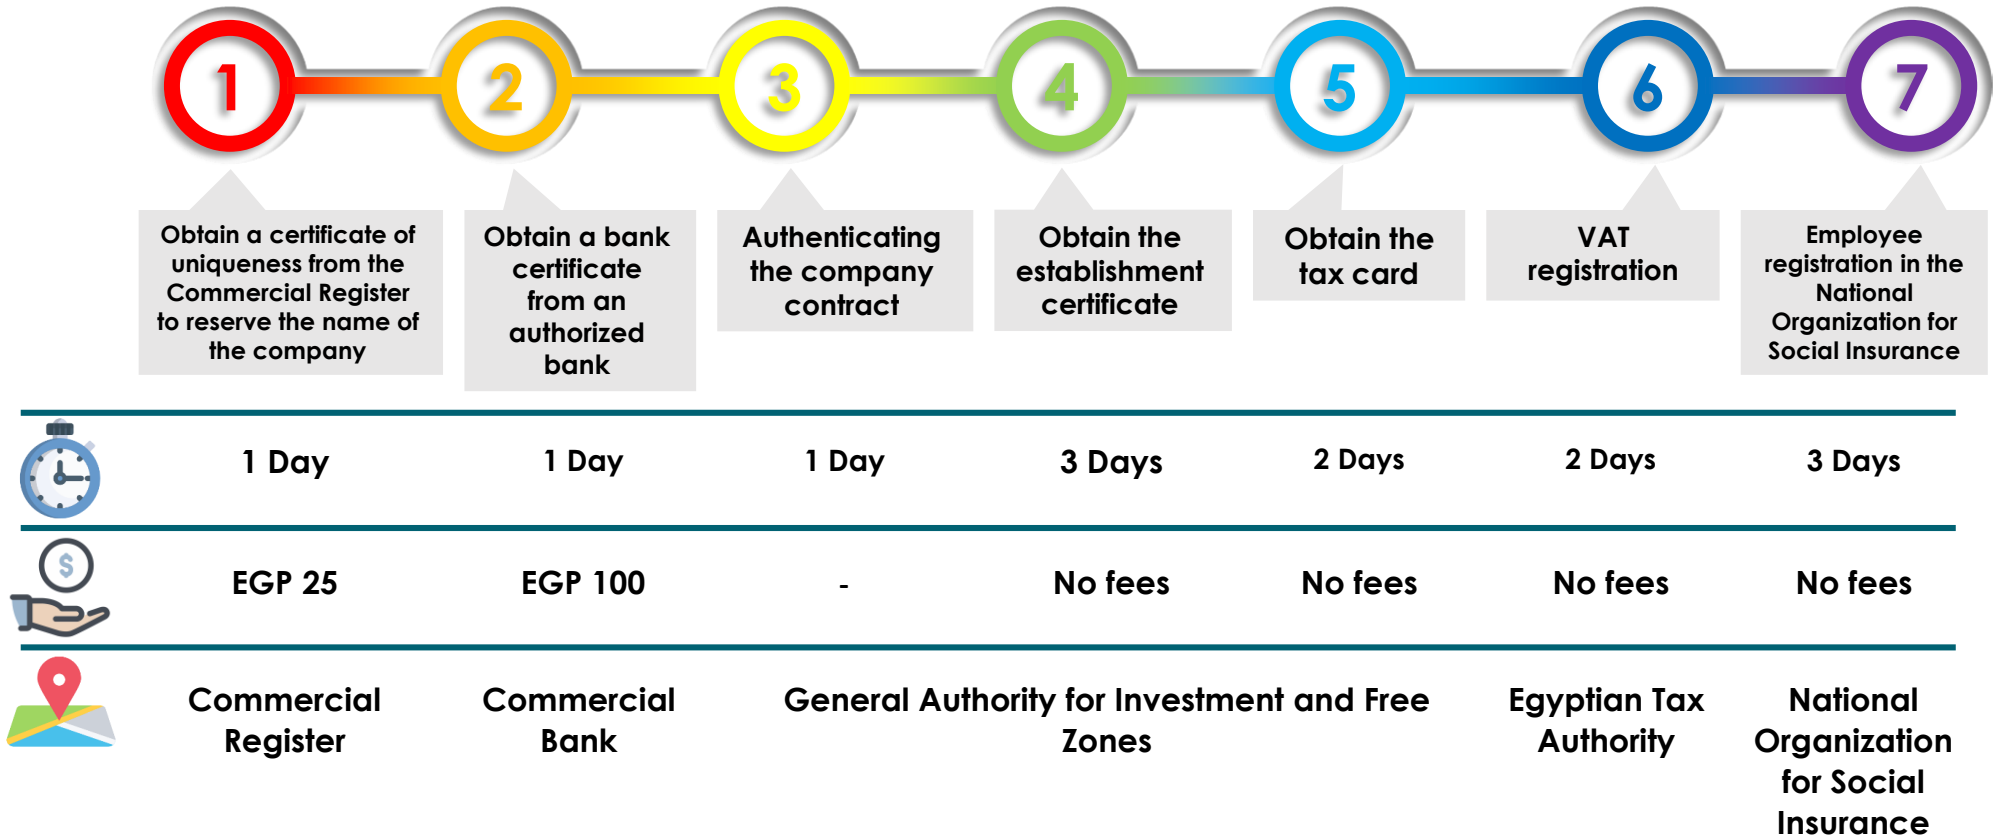 1
2
3
4
5
6
7
Obtain a certificate of
uniqueness from the
Commercial Register
to reserve the name of
the company
Obtain a bank
certificate
from an
authorized
bank
Authenticating
the company
contract
Obtain the
establishment
certificate
Obtain the
tax card
VAT
registration
Employee
registration in the
National
Organization for
Social Insurance
1 Day
1 Day
1 Day
3 Days
2 Days
2 Days
3 Days
$
EGP 25
EGP 100
-
No fees
No fees
No fees
No fees
Commercial
Register
Commercial
Bank
General Authority for Investment and Free
Zones
Egyptian Tax
Authority
National
Organization
for Social
Insurance